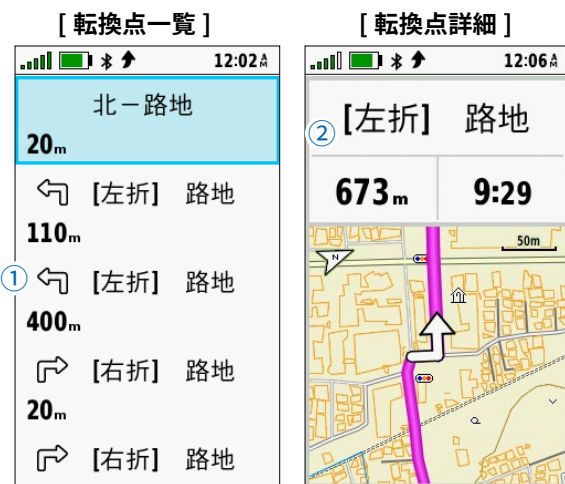 [ 転換点一覧 ]
12:02 AM
北－路地
20m
[左折] 路地
110m
①
[左折] 路地
400m
[右折] 路地
20m
[右折] 路地
[ 転換点詳細 ]
12:06 AM
②
[左折] 路地
673m
9:29
50m
N